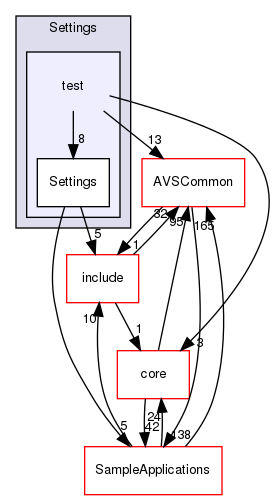 Settings
test
8
13
Settings
AVSCommon
32
95
165
5
1
include
10
1
3
core
24
42
5
138
SampleApplications